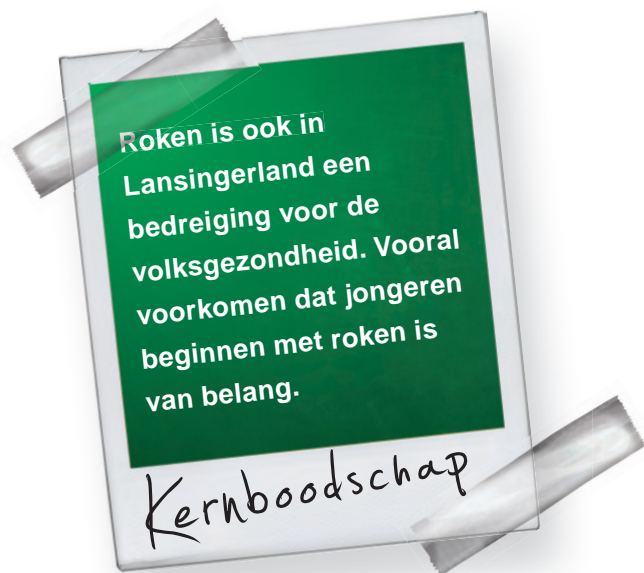 Roken is ook in
Lansingerland een
bedreiging voor de
volksgezondheid. Vooral
voorkomen dat jongeren
beginnen met roken is
van belang.
Kernboodschap